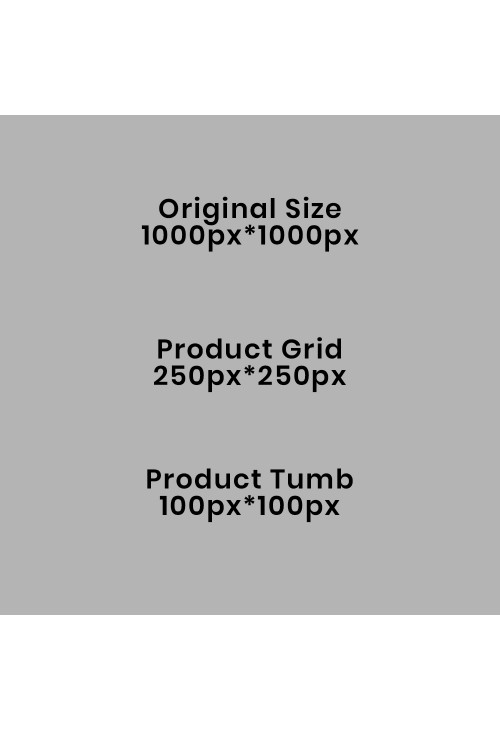 Original Size
1000px*1000px
Product Grid
250px*250px
Product Tumb
100px*100px